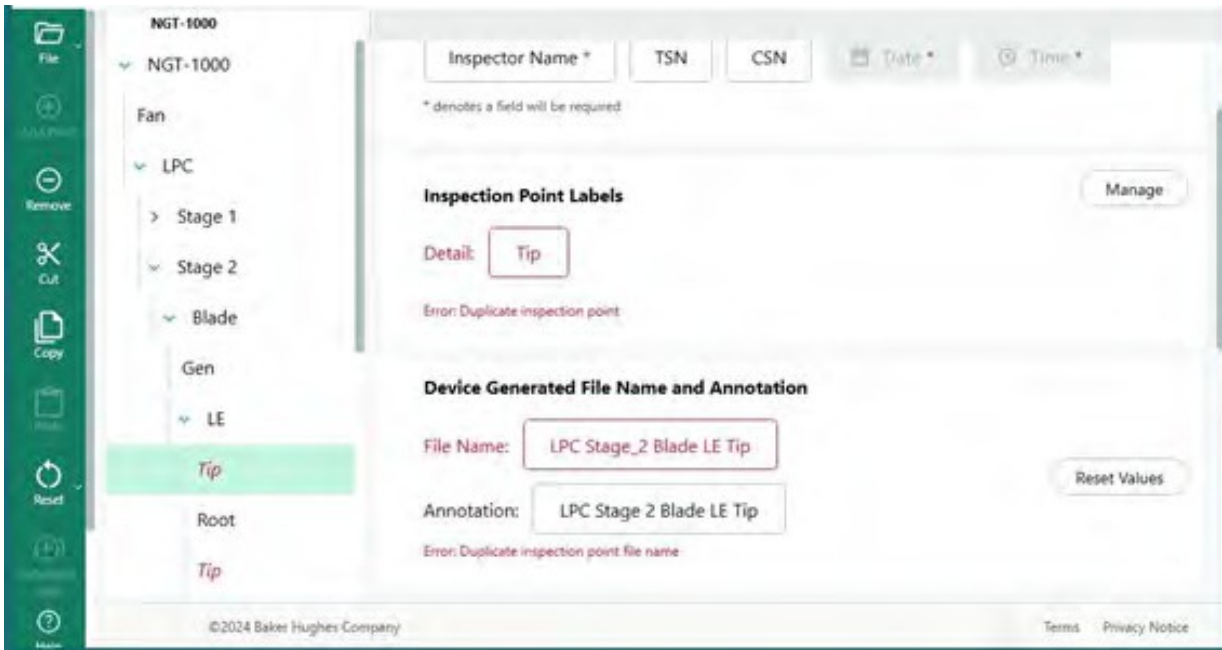 File
Remove
Cut
Copy
Reset
NGT-1000
NGT-1000
Fan
LPC
Stage 1
Stage 2
Blade
Gen
LE
Tip
Root
Tip
Inspector Name *
TSN
CSN
Date *
Time *
* denotes a field will be required
Inspection Point Labels
Manage
Detail: Tip
Error: Duplicate inspection point
Device Generated File Name and Annotation
File Name: LPC Stage_2 Blade LE Tip
Reset Values
Annotation: LPC Stage 2 Blade LE Tip
Error: Duplicate inspection point file name
©2024 Baker Hughes Company
Terms Privacy Notice